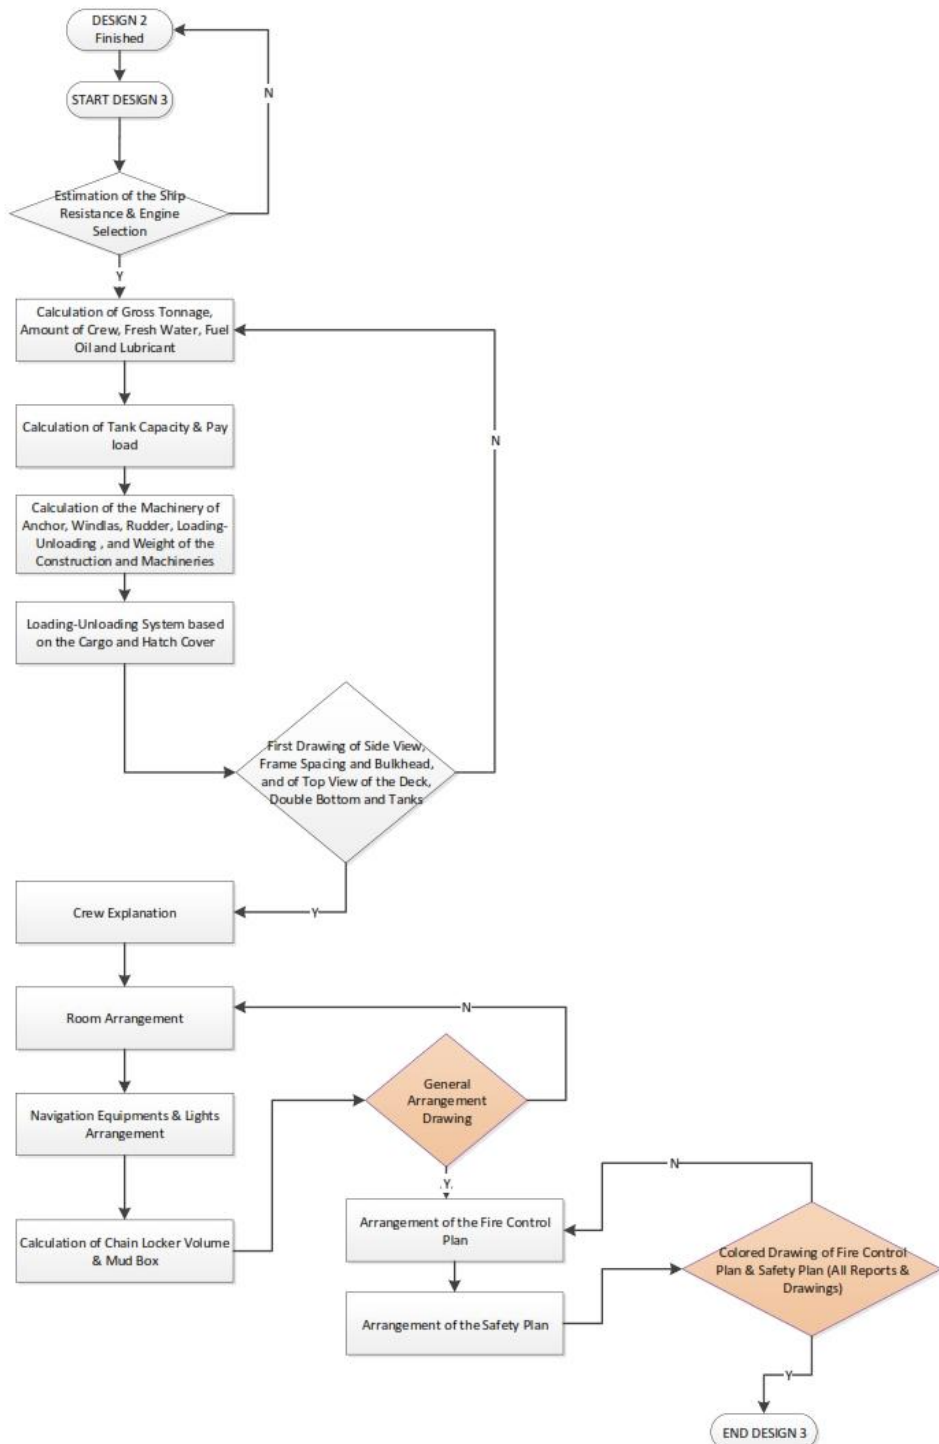 DESIGN 2
Finished
N
START DESIGN 3
Estimation of the Ship
Resistance & Engine
Selection
Y
Calculation of Gross Tonnage,
Amount of Crew, Fresh Water, Fuel
Oil and Lubricant
N
Calculation of Tank Capacity & Pay
load
Calculation of the Machinery of
Anchor, Windlas, Rudder, Loading-
Unloading , and Weight of the
Construction and Machineries
Loading-Unloading System based
on the Cargo and Hatch Cover
First Drawing of Side View,
Frame Spacing and Bulkhead,
and of Top View of the Deck,
Double Bottom and Tanks
Y
Crew Explanation
Room Arrangement
N
Navigation Equipments & Lights
Arrangement
General
Arrangement
Drawing
Y
Calculation of Chain Locker Volume
& Mud Box
N
Arrangement of the Fire Control
Plan
Arrangement of the Safety Plan
Colored Drawing of Fire Control
Plan & Safety Plan (All Reports &
Drawings)
Y
END DESIGN 3